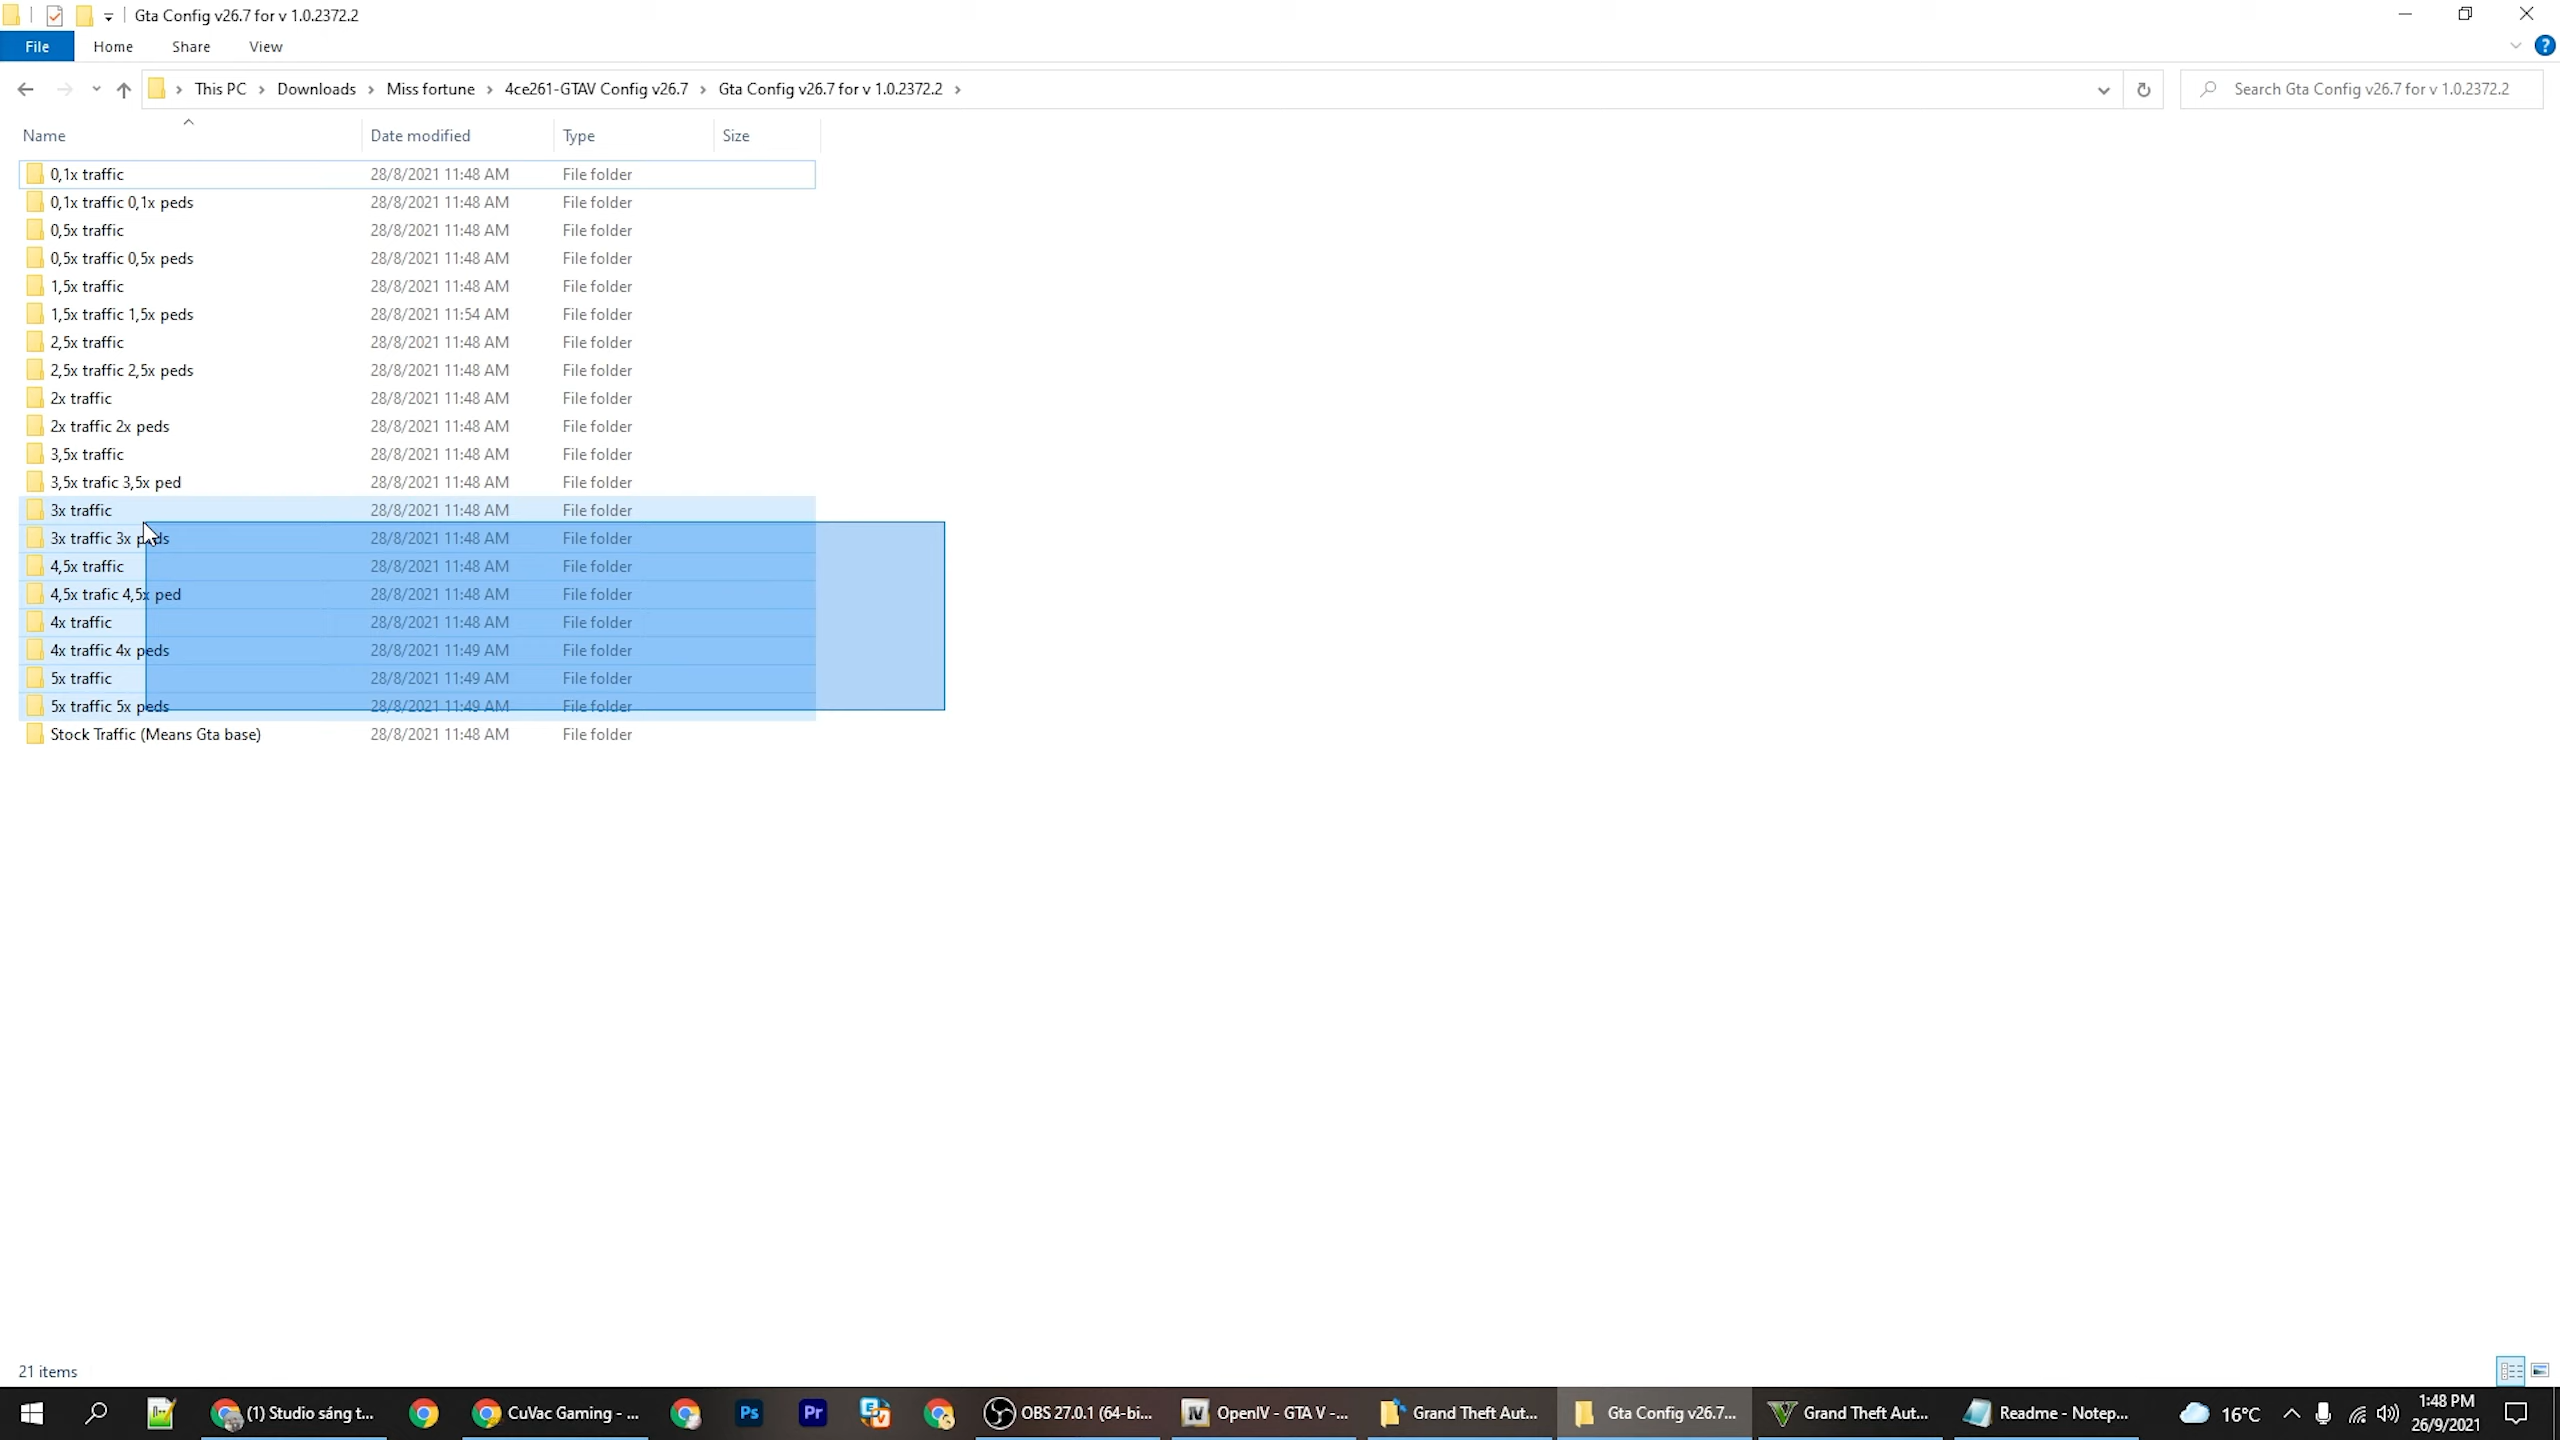 Gta Config v26.7 for v 1.0.2372.2
File Home Share View
This PC Downloads Miss fortune 4ce261-GTAV Config v26.7 Gta Config v26.7 for v 1.0.2372.2 Search Gta Config v26.7 for v 1.0.2372.2
Name Date modified Type Size
0,1x traffic 28/8/2021 11:48 AM File folder
0,1x traffic 0,1x peds 28/8/2021 11:48 AM File folder
0,5x traffic 28/8/2021 11:48 AM File folder
0,5x traffic 0,5x peds 28/8/2021 11:48 AM File folder
1,5x traffic 28/8/2021 11:48 AM File folder
1,5x traffic 1,5x peds 28/8/2021 11:54 AM File folder
2,5x traffic 28/8/2021 11:48 AM File folder
2,5x traffic 2,5x peds 28/8/2021 11:48 AM File folder
2x traffic 28/8/2021 11:48 AM File folder
2x traffic 2x peds 28/8/2021 11:48 AM File folder
3,5x traffic 28/8/2021 11:48 AM File folder
3,5x trafic 3,5x ped 28/8/2021 11:48 AM File folder
3x traffic 28/8/2021 11:48 AM File folder
3x traffic 3x peds 28/8/2021 11:48 AM File folder
4,5x traffic 28/8/2021 11:48 AM File folder
4,5x trafic 4,5x ped 28/8/2021 11:48 AM File folder
4x traffic 28/8/2021 11:48 AM File folder
4x traffic 4x peds 28/8/2021 11:49 AM File folder
5x traffic 28/8/2021 11:49 AM File folder
5x traffic 5x peds 28/8/2021 11:49 AM File folder
Stock Traffic (Means Gta base) 28/8/2021 11:48 AM File folder
21 items
(1) Studio sáng t... CuVac Gaming - ... Ps Pr OBS 27.0.1 (64-bi... IV OpenIV - GTA V -... Grand Theft Aut... Gta Config v26.7... Grand Theft Aut... Readme - Notep... 16°C 1:48 PM
26/9/2021